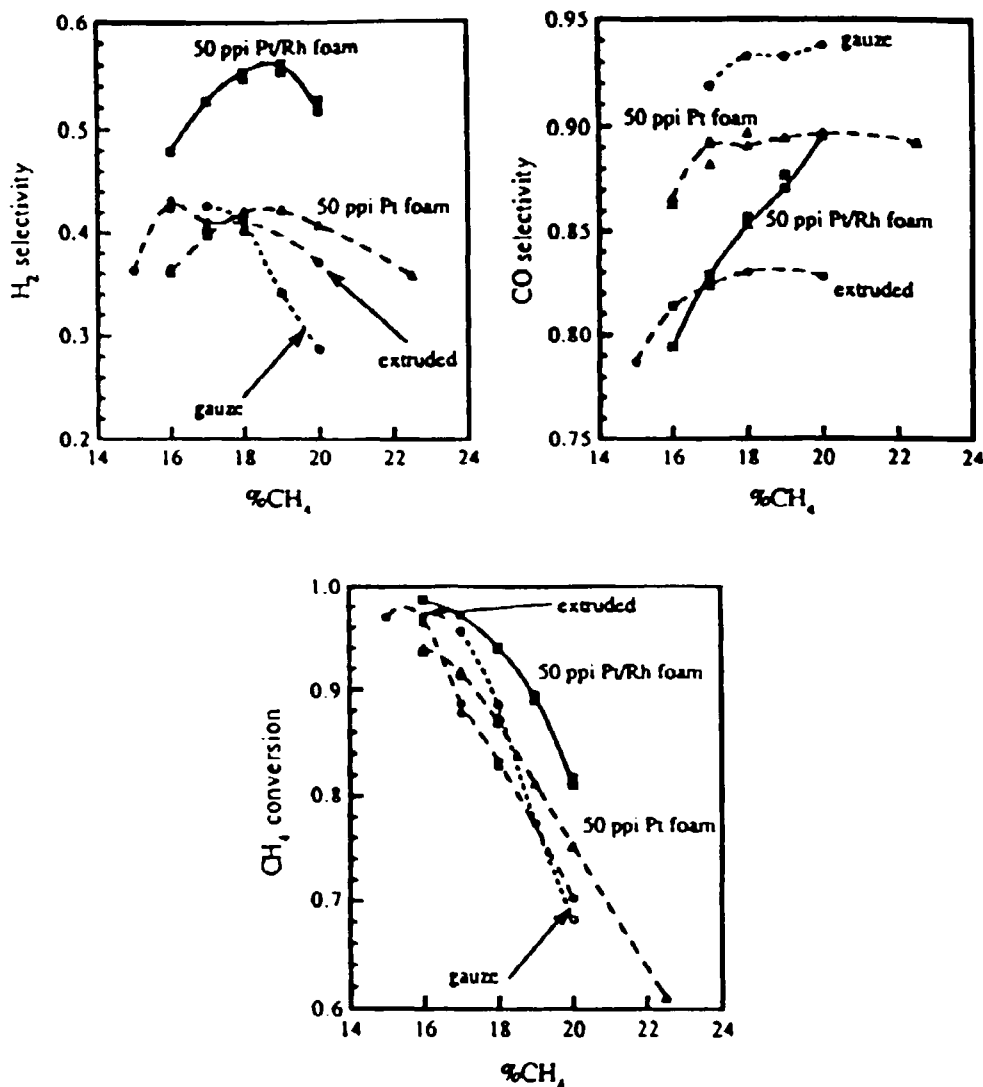 0.6
0.5
0.4
0.3
0.2
H₂ selectivity
50 ppi Pt/Rh foam
50 ppi Pt foam
extruded
gauze
14 16 18 20 22 24
%CH₄
0.95
0.90
0.85
0.80
0.75
CO selectivity
gauze
50 ppi Pt foam
50 ppi Pt/Rh foam
extruded
14 16 18 20 22 24
%CH₄
1.0
0.9
0.8
0.7
0.6
CH₄ conversion
extruded
50 ppi Pt/Rh foam
50 ppi Pt foam
gauze
14 16 18 20 22 24
%CH₄